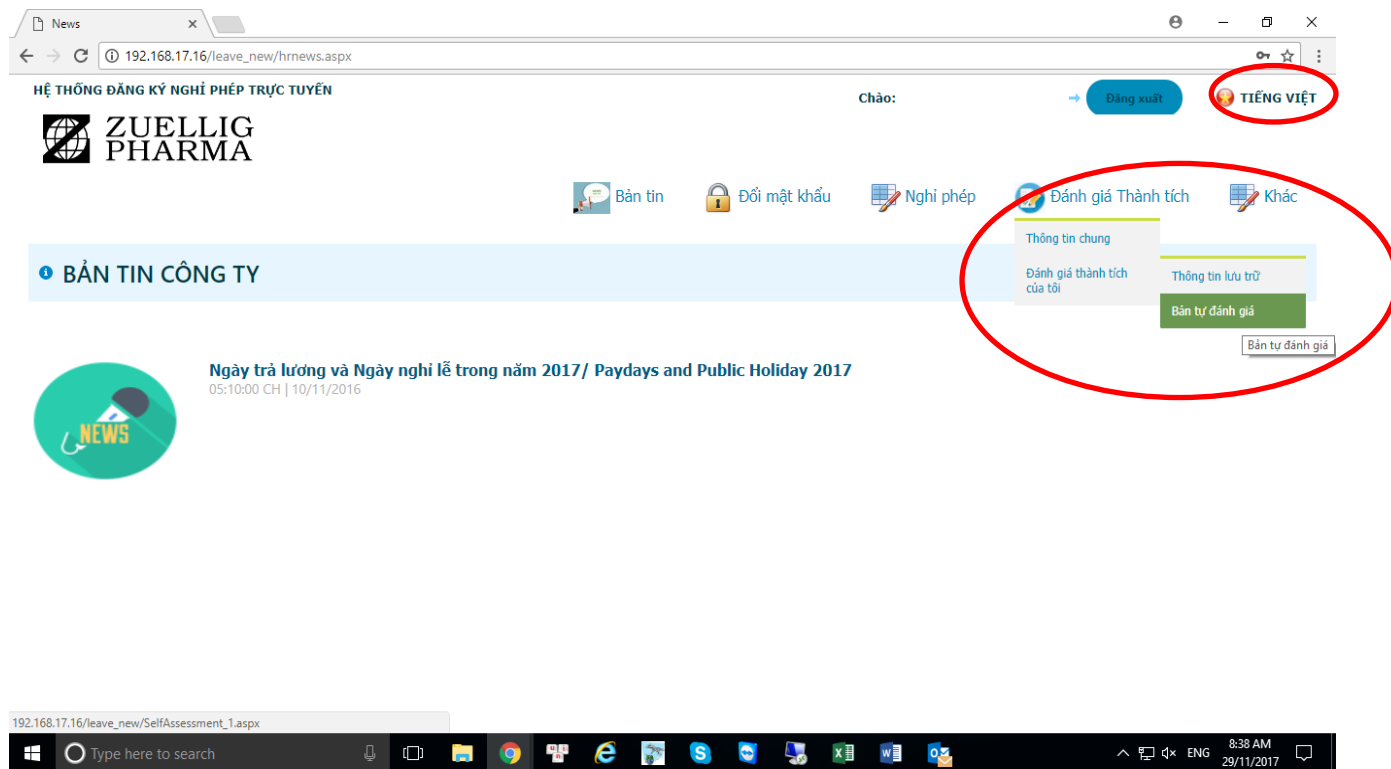 News
192.168.17.16/leave_new/hrnews.aspx
HỆ THỐNG ĐĂNG KÝ NGHỈ PHÉP TRỰC TUYẾN
Chào:
Đăng xuất
TIẾNG VIỆT
ZUELLIG
PHARMA
Bản tin
Đổi mật khẩu
Nghỉ phép
Đánh giá Thành tích
Khác
Thông tin chung
Đánh giá thành tích
của tôi
Thông tin lưu trữ
Bản tự đánh giá
Bản tự đánh giá
BẢN TIN CÔNG TY
Ngày trả lương và Ngày nghỉ lễ trong năm 2017/ Paydays and Public Holiday 2017
05:10:00 CH | 10/11/2016
NEWS
192.168.17.16/leave_new/SelfAssessment_1.aspx
Type here to search
ENG
8:38 AM
29/11/2017